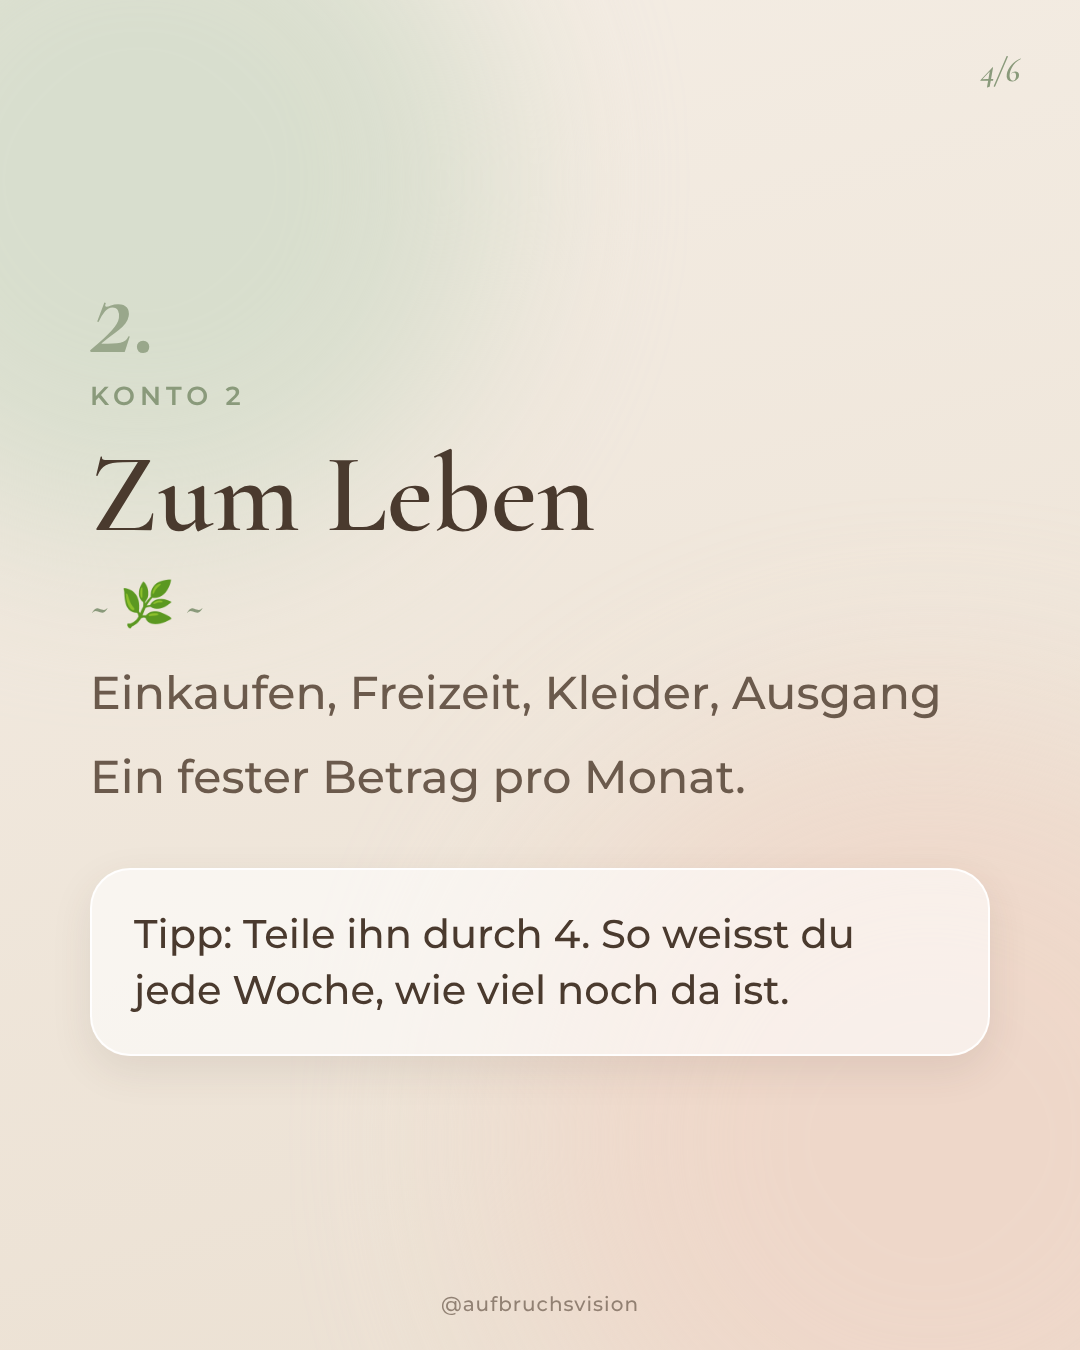 4/6
2.
KONTO 2
Zum Leben
~ 🌿 ~
Einkaufen, Freizeit, Kleider, Ausgang
Ein fester Betrag pro Monat.
Tipp: Teile ihn durch 4. So weisst du
jede Woche, wie viel noch da ist.
@aufbruchsvision